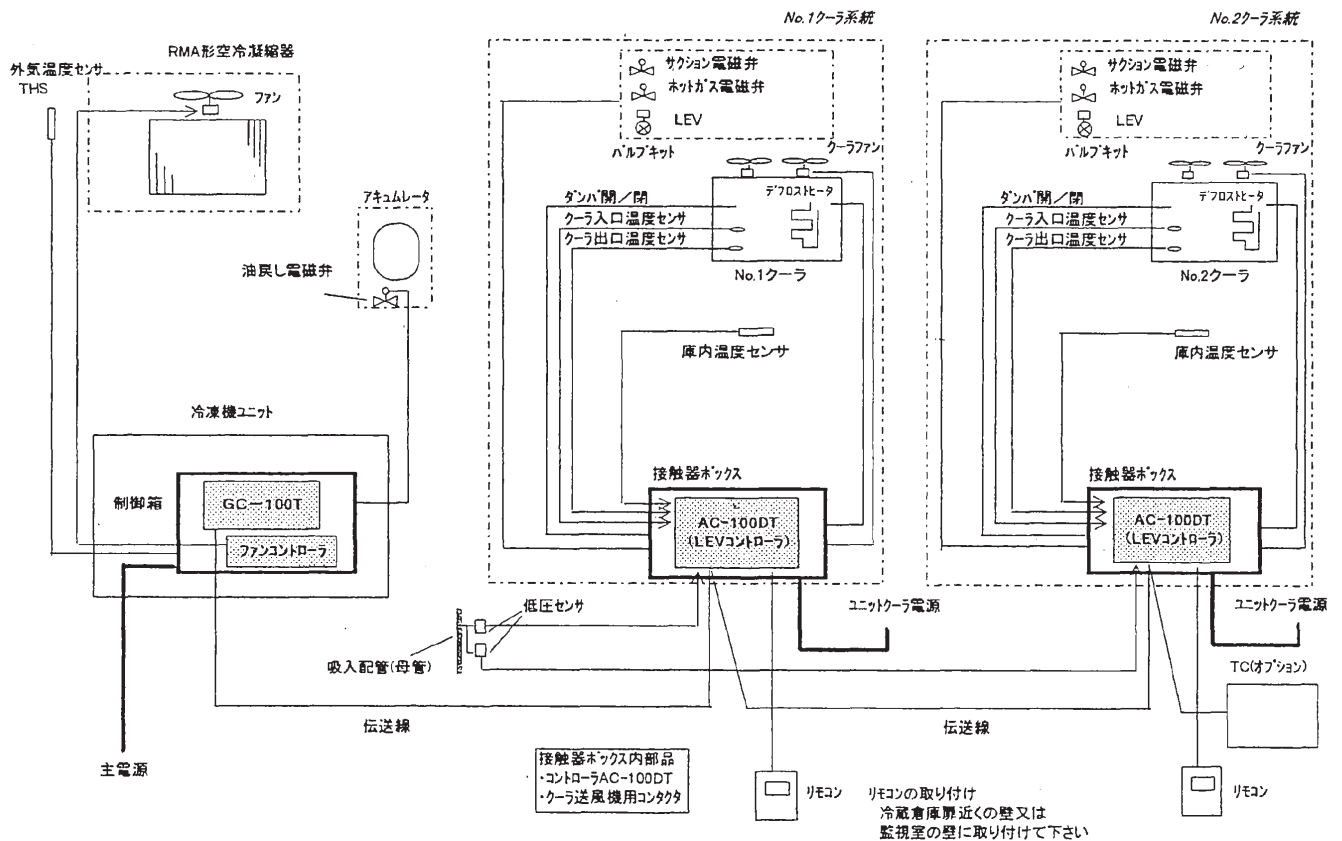 No.1クーラ系統
No.2クーラ系統
RMA形空冷凝縮器
外気温度センサ
THS
ファン
アキュムレータ
油戻し電磁弁
冷凍機ユニット
制御箱
GC-100T
ファンコントローラ
主電源
サクション電磁弁
ホットガス電磁弁
LEV
バルブキット
クーラファン
ダンパ開/閉
クーラ入口温度センサ
クーラ出口温度センサ
デフロストヒータ
No.1クーラ
庫内温度センサ
接触器ボックス
AC-100DT
(LEVコントローラ)
ユニットクーラ電源
サクション電磁弁
ホットガス電磁弁
LEV
バルブキット
クーラファン
ダンパ開/閉
クーラ入口温度センサ
クーラ出口温度センサ
デフロストヒータ
No.2クーラ
庫内温度センサ
接触器ボックス
AC-100DT
(LEVコントローラ)
ユニットクーラ電源
低圧センサ
吸入配管(母管)
伝送線
伝送線
TC(オプション)
接触器ボックス内部品
・コントローラAC-100DT
・クーラ送風機用コンタクタ
リモコン
リモコンの取り付け
冷蔵倉庫扉近くの壁又は
監視室の壁に取り付けて下さい
リモコン